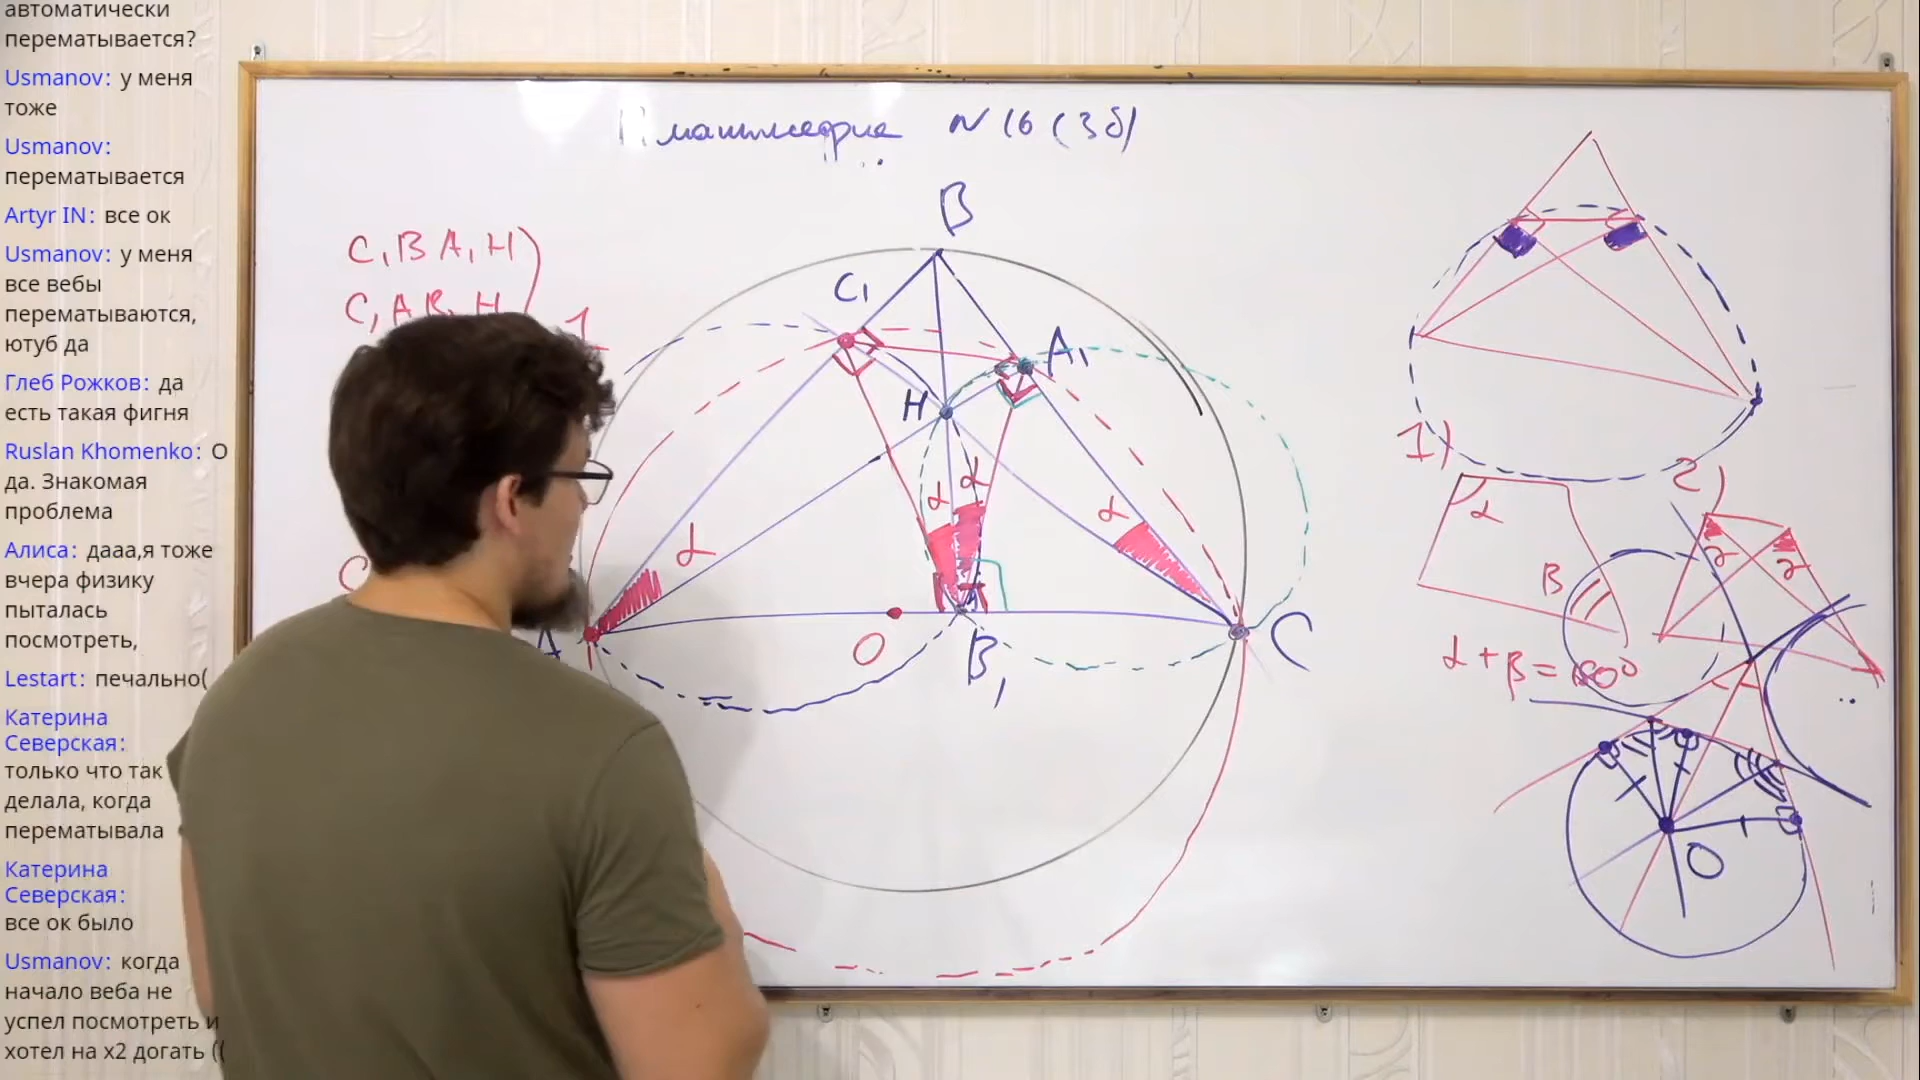 автоматически
перематывается?
Usmanov: у меня
тоже
Usmanov:
перематывается
Artyr IN: все ок
Usmanov: у меня
все вебы
перематываются,
ютуб да
Глеб Рожков: да
есть такая фигня
Ruslan Khomenko: О
да. Знакомая
проблема
Алиса: дааа,я тоже
вчера физику
пыталась
посмотреть,
Lestart: печально(
Катерина
Северская:
только что так
делала, когда
перематывала
Катерина
Северская:
все ок было
Usmanov: когда
начало веба не
успел посмотреть и
хотел на х2 догать ((
Планиметрия №16 (3б)
C₁BA₁H
C₁AB₁H
B
C₁
A₁
H
α
α
α
α
A
O
B₁
C
1)
α
B
α+β=180°
2)
α
α
O